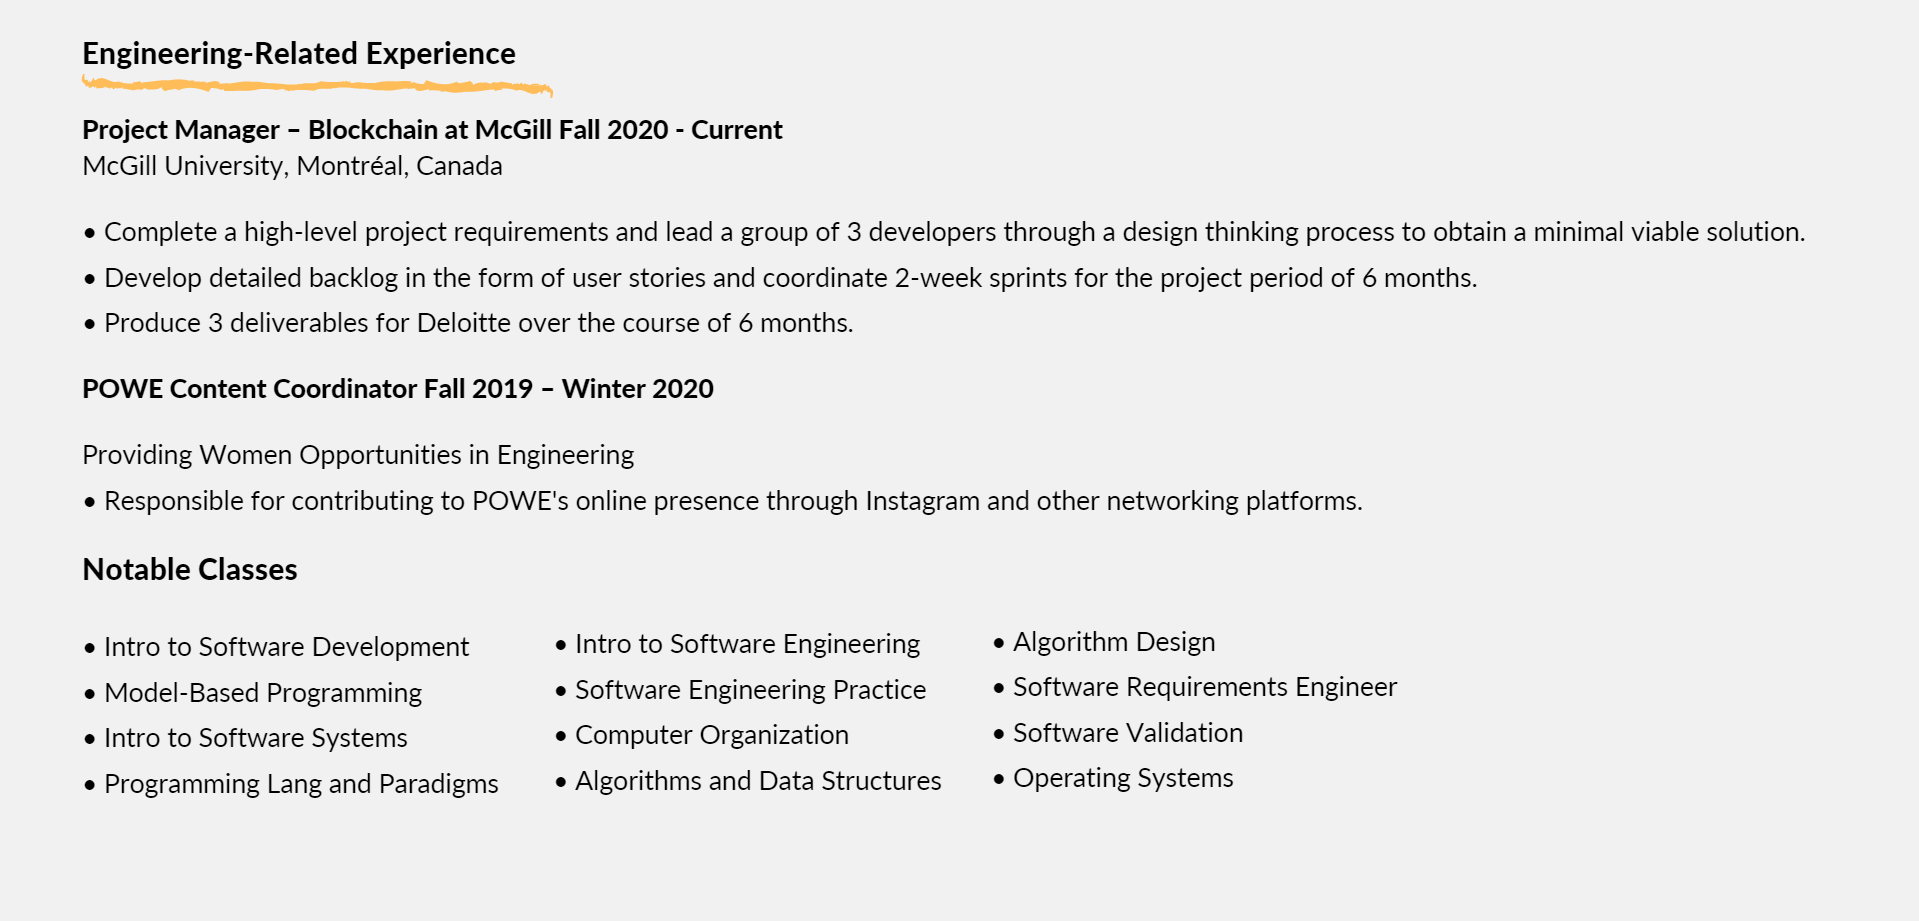 Engineering-Related Experience
Project Manager – Blockchain at McGill Fall 2020 - Current
McGill University, Montréal, Canada
• Complete a high-level project requirements and lead a group of 3 developers through a design thinking process to obtain a minimal viable solution.
• Develop detailed backlog in the form of user stories and coordinate 2-week sprints for the project period of 6 months.
• Produce 3 deliverables for Deloitte over the course of 6 months.
POWE Content Coordinator Fall 2019 – Winter 2020
Providing Women Opportunities in Engineering
• Responsible for contributing to POWE's online presence through Instagram and other networking platforms.
Notable Classes
• Intro to Software Development
• Model-Based Programming
• Intro to Software Systems
• Programming Lang and Paradigms
• Intro to Software Engineering
• Software Engineering Practice
• Computer Organization
• Algorithms and Data Structures
• Algorithm Design
• Software Requirements Engineer
• Software Validation
• Operating Systems